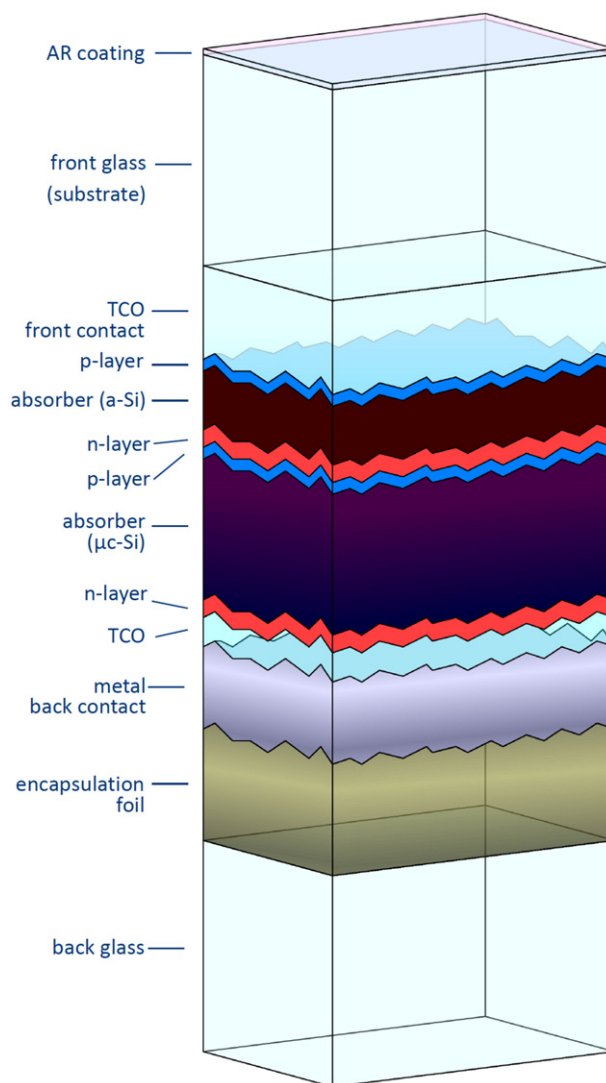 AR coating
front glass
(substrate)
TCO
front contact
p-layer
absorber (a-Si)
n-layer
p-layer
absorber
(µc-Si)
n-layer
TCO
metal
back contact
encapsulation
foil
back glass